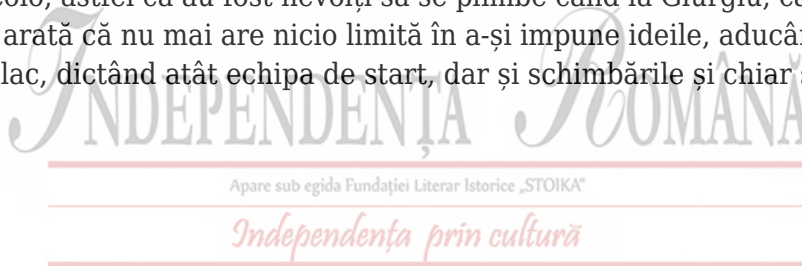 arată că nu mai are nicio limită în a-și impune ideile, aducân
lac, dictând atât echipa de start, dar și schimbările și chiar
INDEPENDENȚA ROMÂNĂ
Apare sub egida Fundației Literar Istorice „STOIKA”
Independența prin cultură